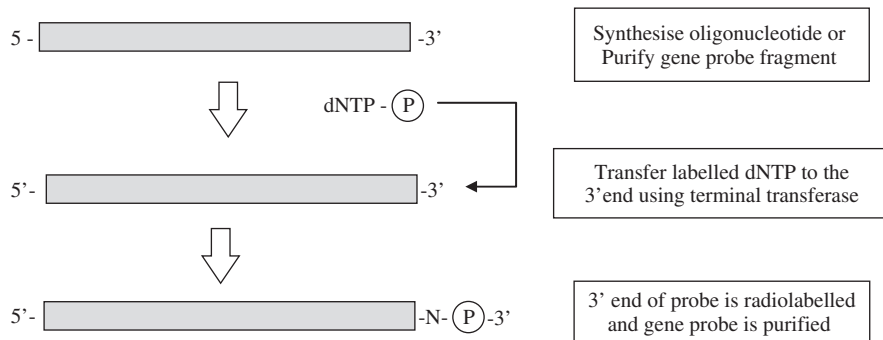 5 - -3’
Synthesise oligonucleotide or
Purify gene probe fragment
dNTP - P
5’- -3’
Transfer labelled dNTP to the
3’end using terminal transferase
5’- -N- P -3’
3’ end of probe is radiolabelled
and gene probe is purified